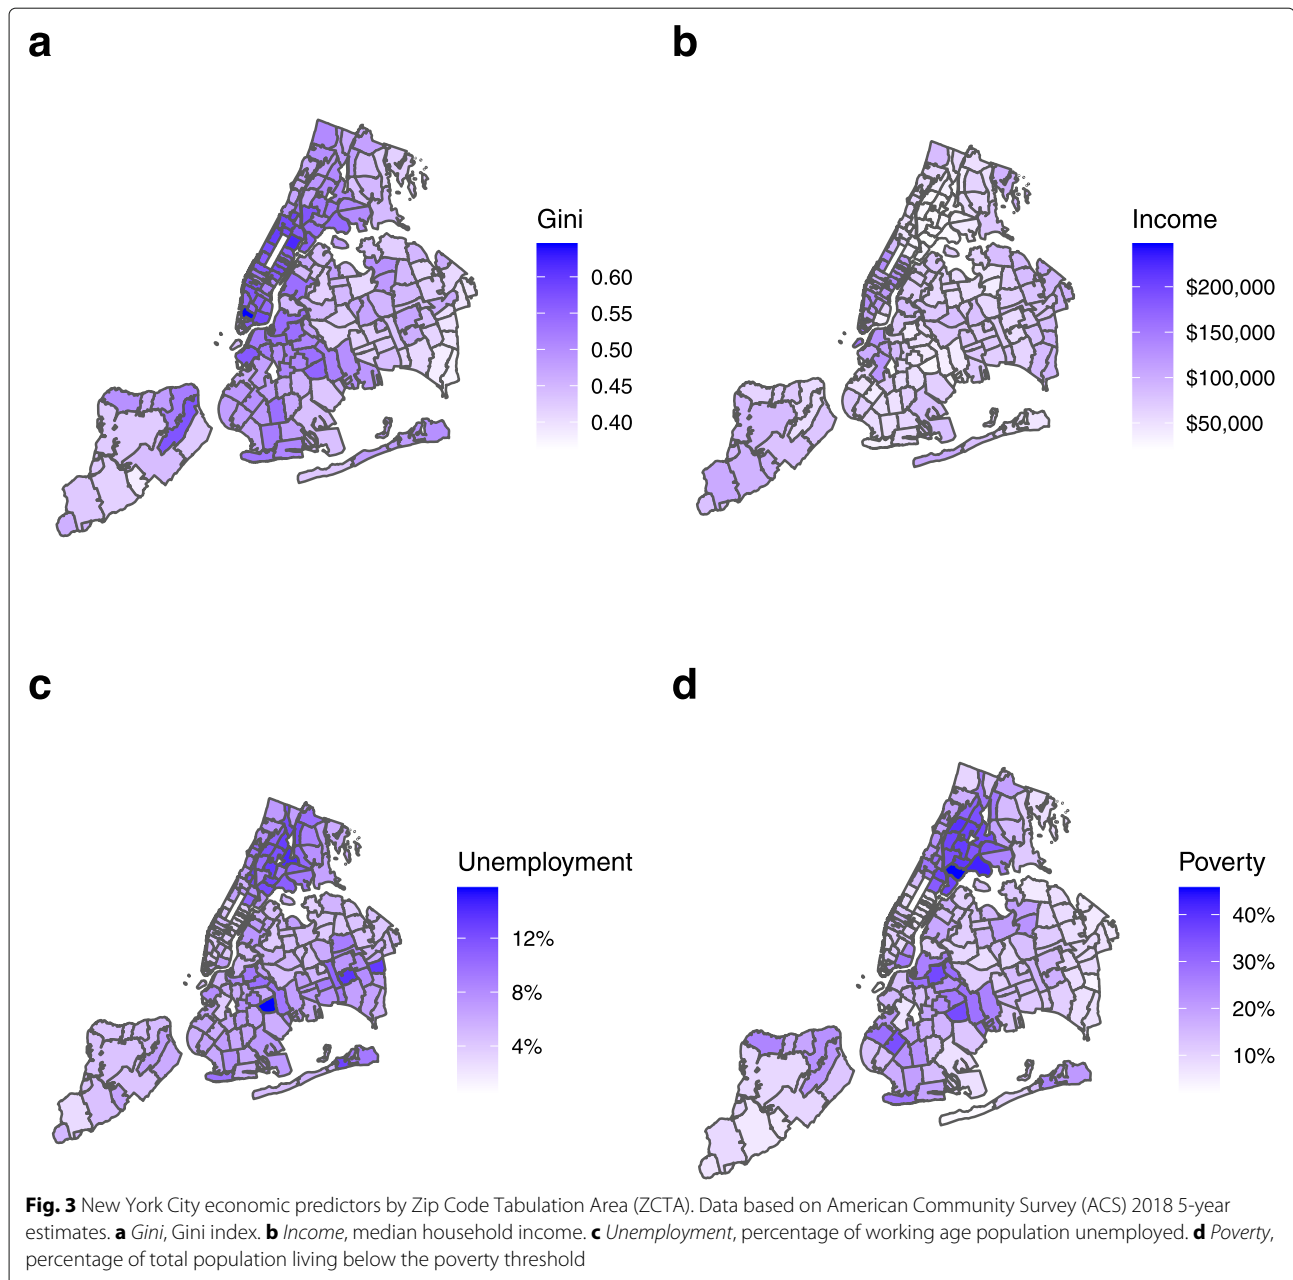 a
b
Gini
0.60
0.55
0.50
0.45
0.40
Income
$200,000
$150,000
$100,000
$50,000
c
d
Unemployment
12%
8%
4%
Poverty
40%
30%
20%
10%
Fig. 3 New York City economic predictors by Zip Code Tabulation Area (ZCTA). Data based on American Community Survey (ACS) 2018 5-year
estimates. a Gini, Gini index. b Income, median household income. c Unemployment, percentage of working age population unemployed. d Poverty,
percentage of total population living below the poverty threshold